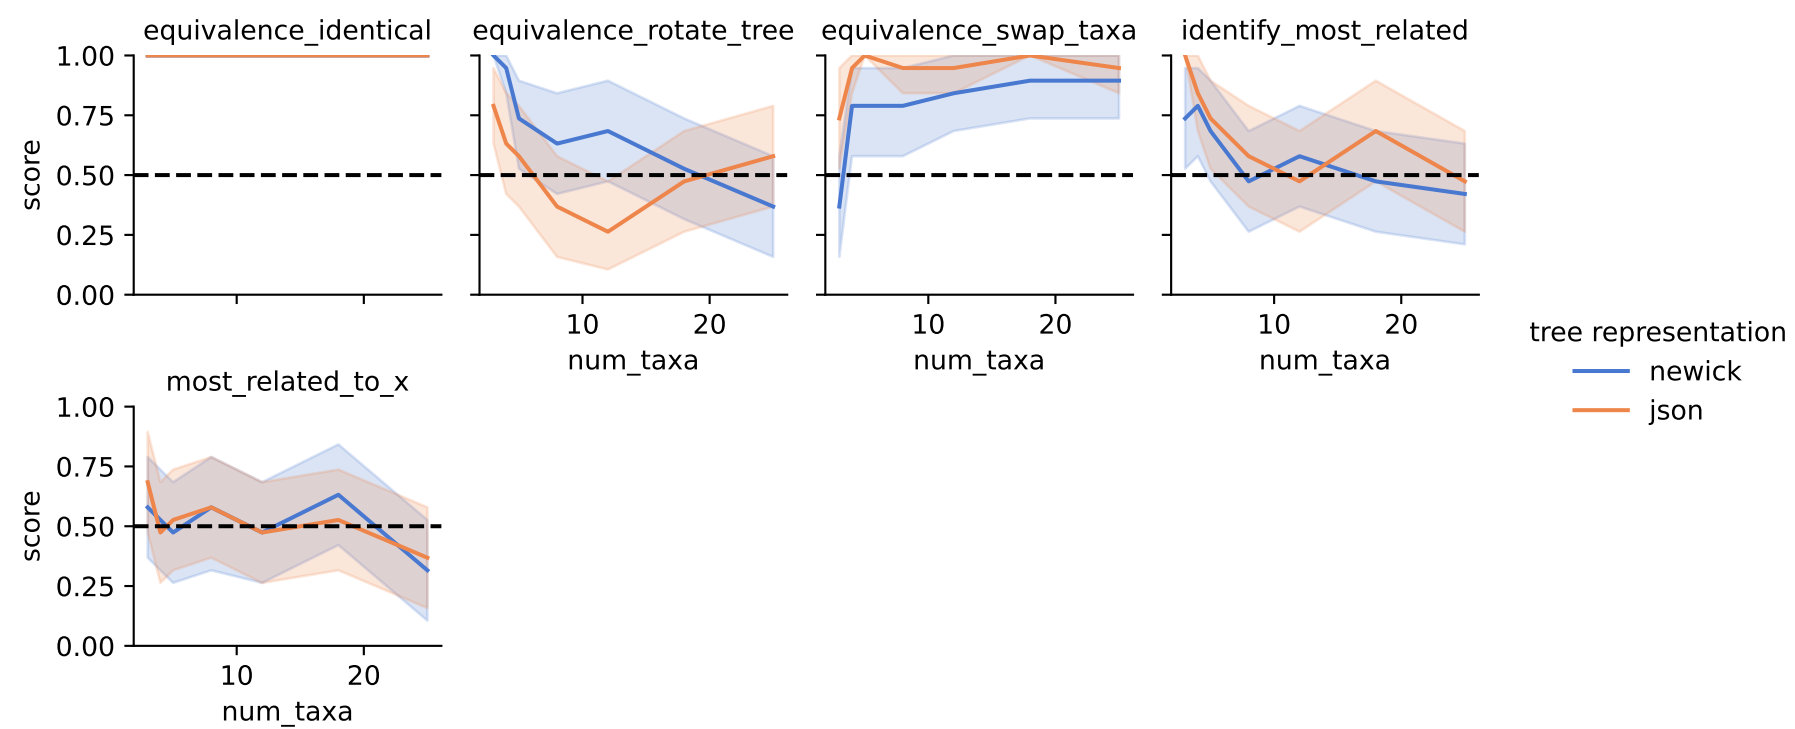 equivalence_identical
equivalence_rotate_tree
equivalence_swap_taxa
identify_most_related
score
1.00
0.75
0.50
0.25
0.00
10 20
10 20
10 20
num_taxa
num_taxa
num_taxa
tree representation
newick
json
most_related_to_x
score
1.00
0.75
0.50
0.25
0.00
10 20
num_taxa